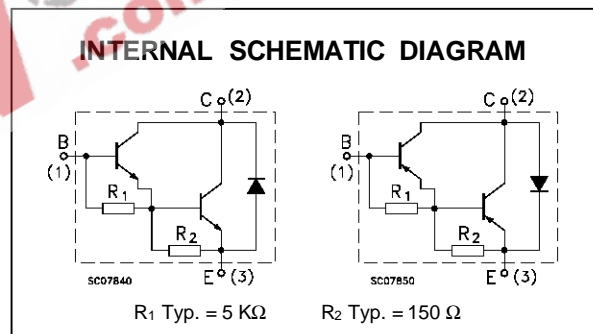 .com
INTERNAL SCHEMATIC DIAGRAM
C (2)
B
(1)
R1
R2
E (3)
SC07840
C (2)
B
(1)
R1
R2
E (3)
SC07850
R1 Typ. = 5 KΩ R2 Typ. = 150 Ω